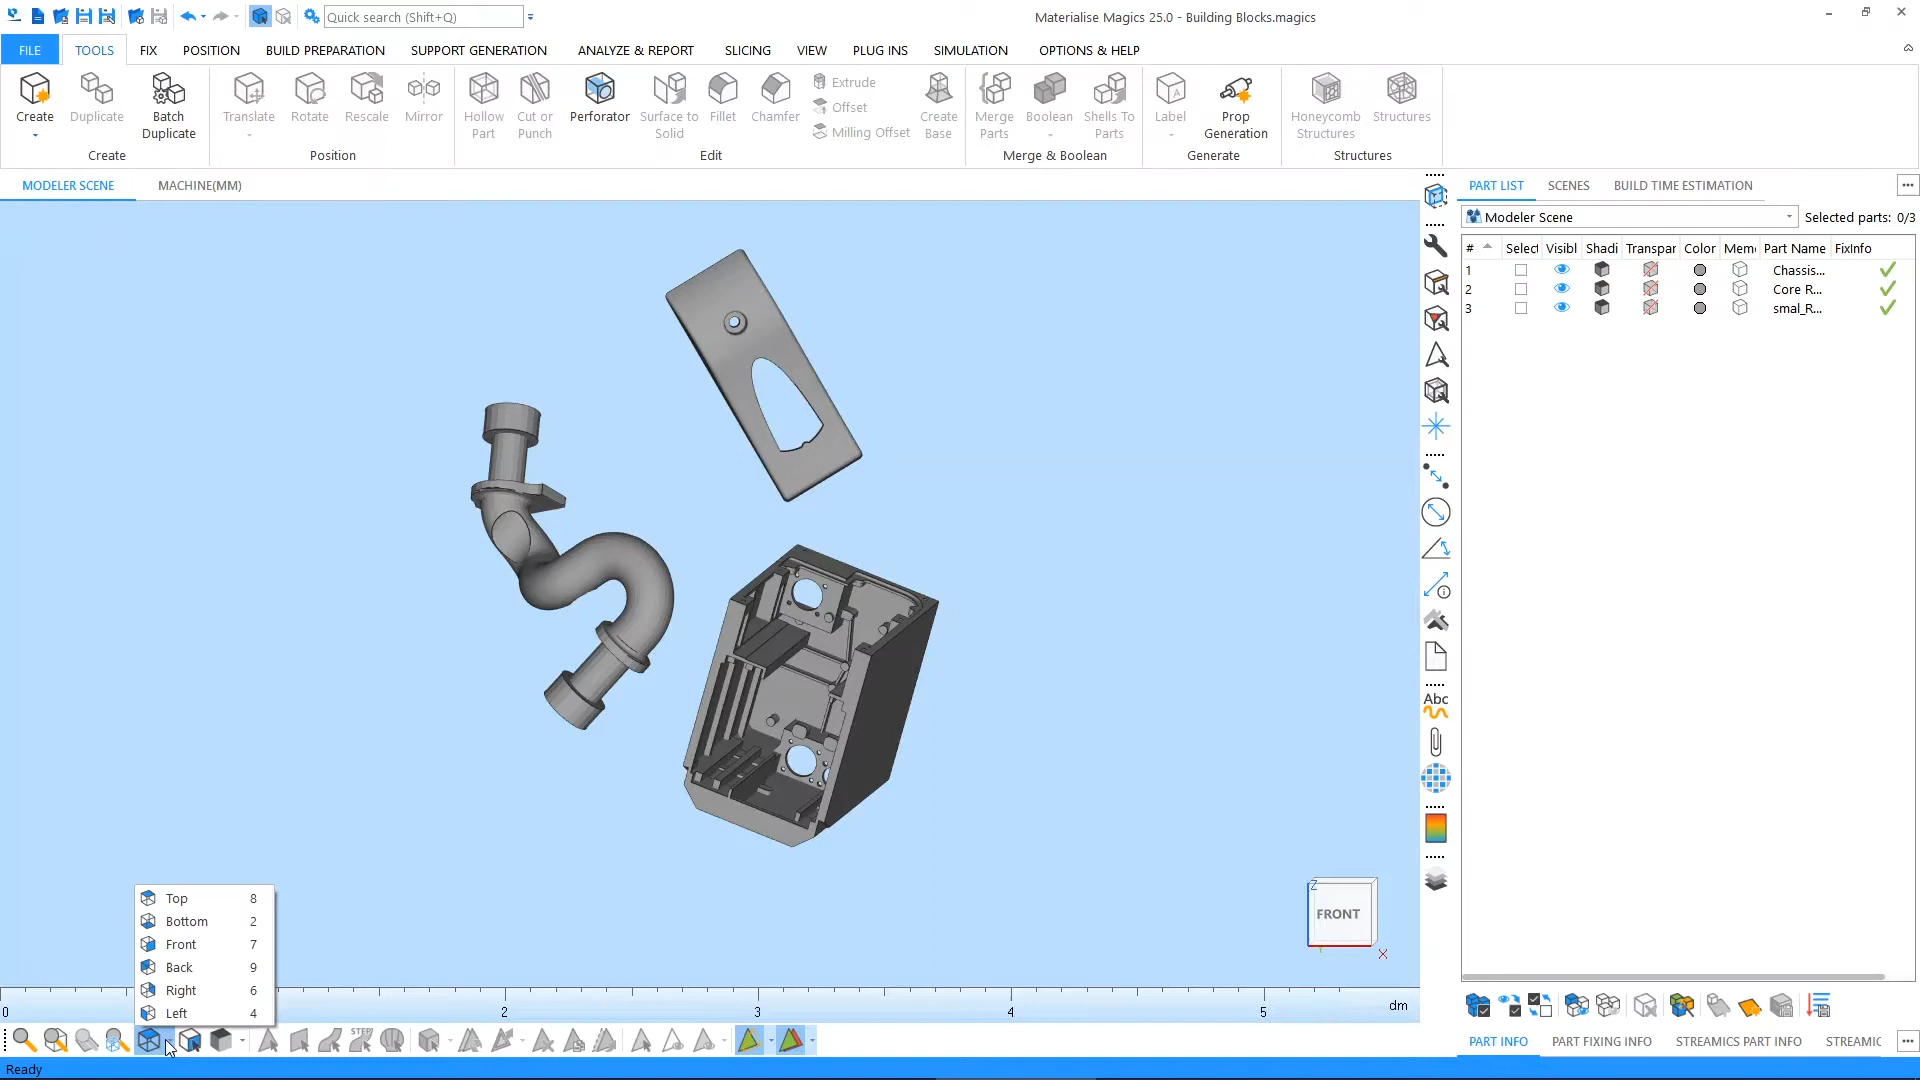 Quick search (Shift+Q)
Materialise Magics 25.0 - Building Blocks.magics
FILE TOOLS FIX POSITION BUILD PREPARATION SUPPORT GENERATION ANALYZE & REPORT SLICING VIEW PLUG INS SIMULATION OPTIONS & HELP
Create
Duplicate
Batch Duplicate
Create
Translate
Rotate
Rescale
Mirror
Position
Hollow Part
Cut or Punch
Perforator
Surface to Solid
Fillet
Chamfer
Extrude
Offset
Milling Offset
Create Base
Edit
Merge Parts
Boolean
Shells To Parts
Merge & Boolean
Label
Prop Generation
Generate
Honeycomb Structures
Structures
Structures
MODELER SCENE MACHINE(MM)
PART LIST SCENES BUILD TIME ESTIMATION
Modeler Scene Selected parts: 0/3
# Select Visibl Shadi Transpar Color Mem Part Name FixInfo
1 Chassis...
2 Core R...
3 smal_R...
Abc
Z
FRONT
X
Top 8
Bottom 2
Front 7
Back 9
Right 6
Left 4
0 2 3 4 5 dm
STEP
PART INFO PART FIXING INFO STREAMICS PART INFO STREAMIC
Ready